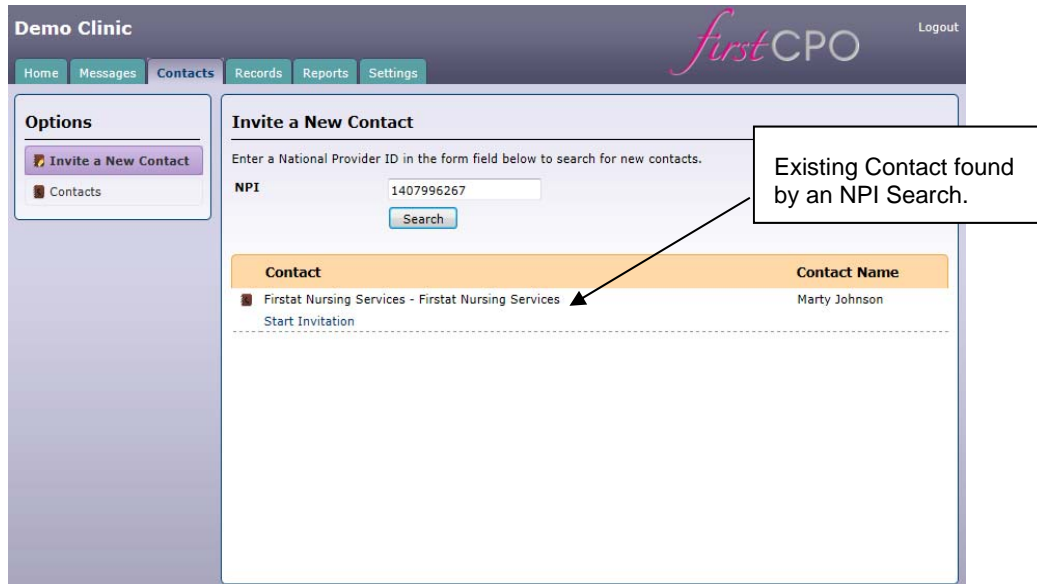 Demo Clinic
firstCPO
Logout
Home Messages Contacts Records Reports Settings
Options
Invite a New Contact
Contacts
Invite a New Contact
Enter a National Provider ID in the form field below to search for new contacts.
NPI 1407996267
Search
Existing Contact found
by an NPI Search.
Contact Contact Name
Firstat Nursing Services - Firstat Nursing Services Marty Johnson
Start Invitation